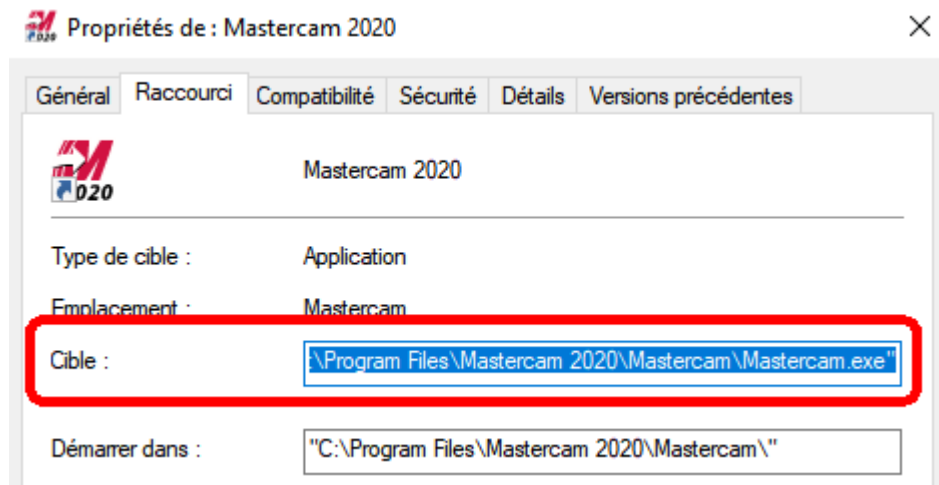 Propriétés de : Mastercam 2020
Général Raccourci Compatibilité Sécurité Détails Versions précédentes
2020
Mastercam 2020
Type de cible : Application
Emplacement : Mastercam
Cible : :\Program Files\Mastercam 2020\Mastercam\Mastercam.exe"
Démarrer dans : "C:\Program Files\Mastercam 2020\Mastercam\"